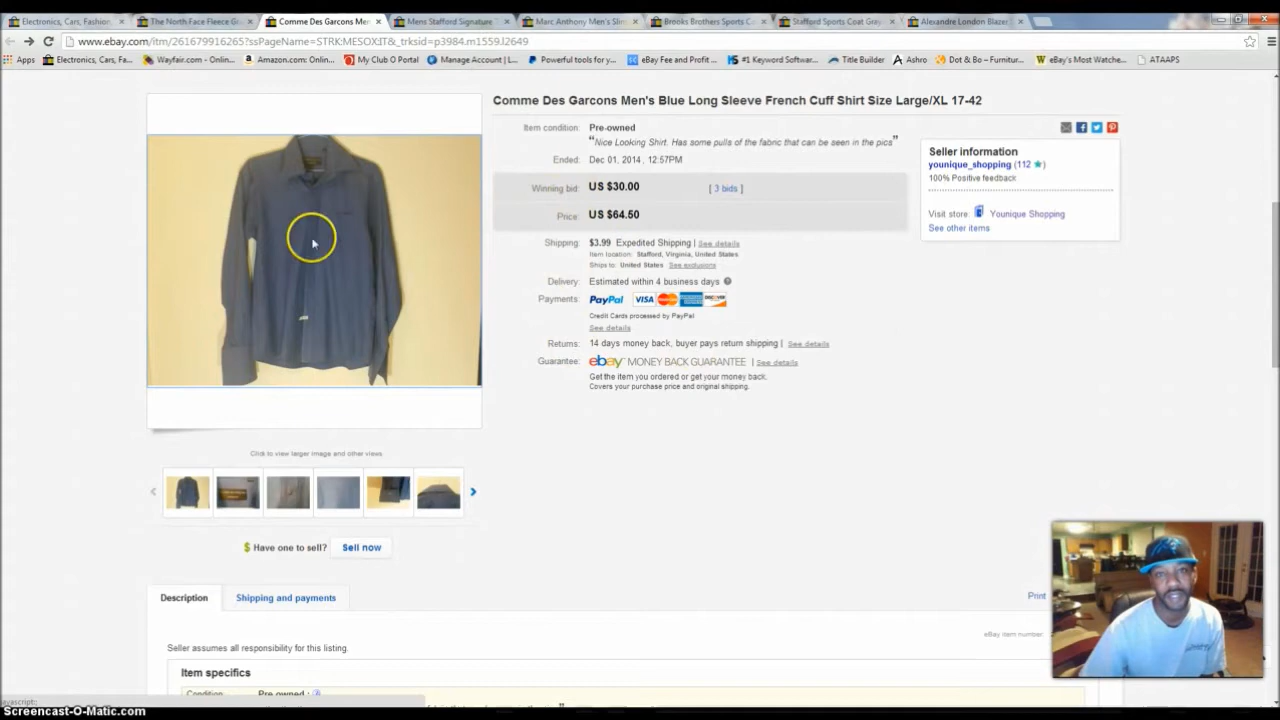 Electronics, Cars, Fashion,
The North Face Fleece Gra
Comme Des Garcons Men
Mens Stafford Signature T
Marc Anthony Men's Slim
Brooks Brothers Sports Co
Stafford Sports Coat Grey
Alexandre London Blazer
www.ebay.com/itm/261679916265?ssPageName=STRK:MESOX:IT&_trksid=p3984.m1559.l2649
Apps
Electronics, Cars, Fa...
Wayfair.com - Onlin...
Amazon.com: Onlin...
My Club O Portal
Manage Account | L...
Powerful tools for y...
eBay Fee and Profit ...
#1 Keyword Softwar...
Title Builder
Ashro
Dot & Bo – Furnitur...
eBay's Most Watche...
ATAAPS
Comme Des Garcons Men's Blue Long Sleeve French Cuff Shirt Size Large/XL 17-42
Item condition: Pre-owned
"Nice Looking Shirt. Has some pulls of the fabric that can be seen in the pics"
Ended: Dec 01, 2014 , 12:57PM
Winning bid: US $30.00 [ 3 bids ]
Price: US $64.50
Shipping: $3.99 Expedited Shipping | See details
Item location: Stafford, Virginia, United States
Ships to: United States See exclusions
Delivery: Estimated within 4 business days
Payments: PayPal VISA MasterCard DISCOVER
Credit Cards processed by PayPal
See details
Returns: 14 days money back, buyer pays return shipping | See details
Guarantee: ebay MONEY BACK GUARANTEE | See details
Get the item you ordered or get your money back.
Covers your purchase price and original shipping.
Seller information
younique_shopping (112 )
100% Positive feedback
Visit store: Younique Shopping
See other items
Click to view larger image and other views
$ Have one to sell? Sell now
Description
Shipping and payments
Print
eBay item number:
Seller assumes all responsibility for this listing.
Item specifics
Condition: Pre-owned :
javascript:;
Screencast-O-Matic.com